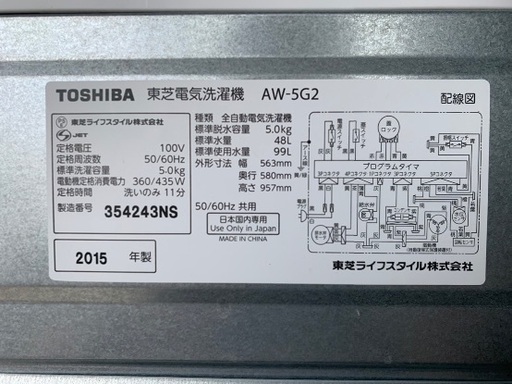 TOSHIBA 東芝電気洗濯機 AW-5G2
配線図
東芝ライフスタイル株式会社
JET
定格電圧 100V
定格周波数 50/60Hz
標準洗濯容量 5.0kg
電動機定格消費電力 360/435W
定格時間 洗いのみ 11分
製造番号 354243NS
2015 年製
種類 全自動電気洗濯機
標準脱水容量 5.0kg
標準水量 48L
標準使用水量 99L
外形寸法 幅 563mm
奥行 580mm
高さ 957mm
50/60Hz 共用
日本国内専用
Use Only in Japan
MADE IN CHINA
プログラムタイマ
東芝ライフスタイル株式会社